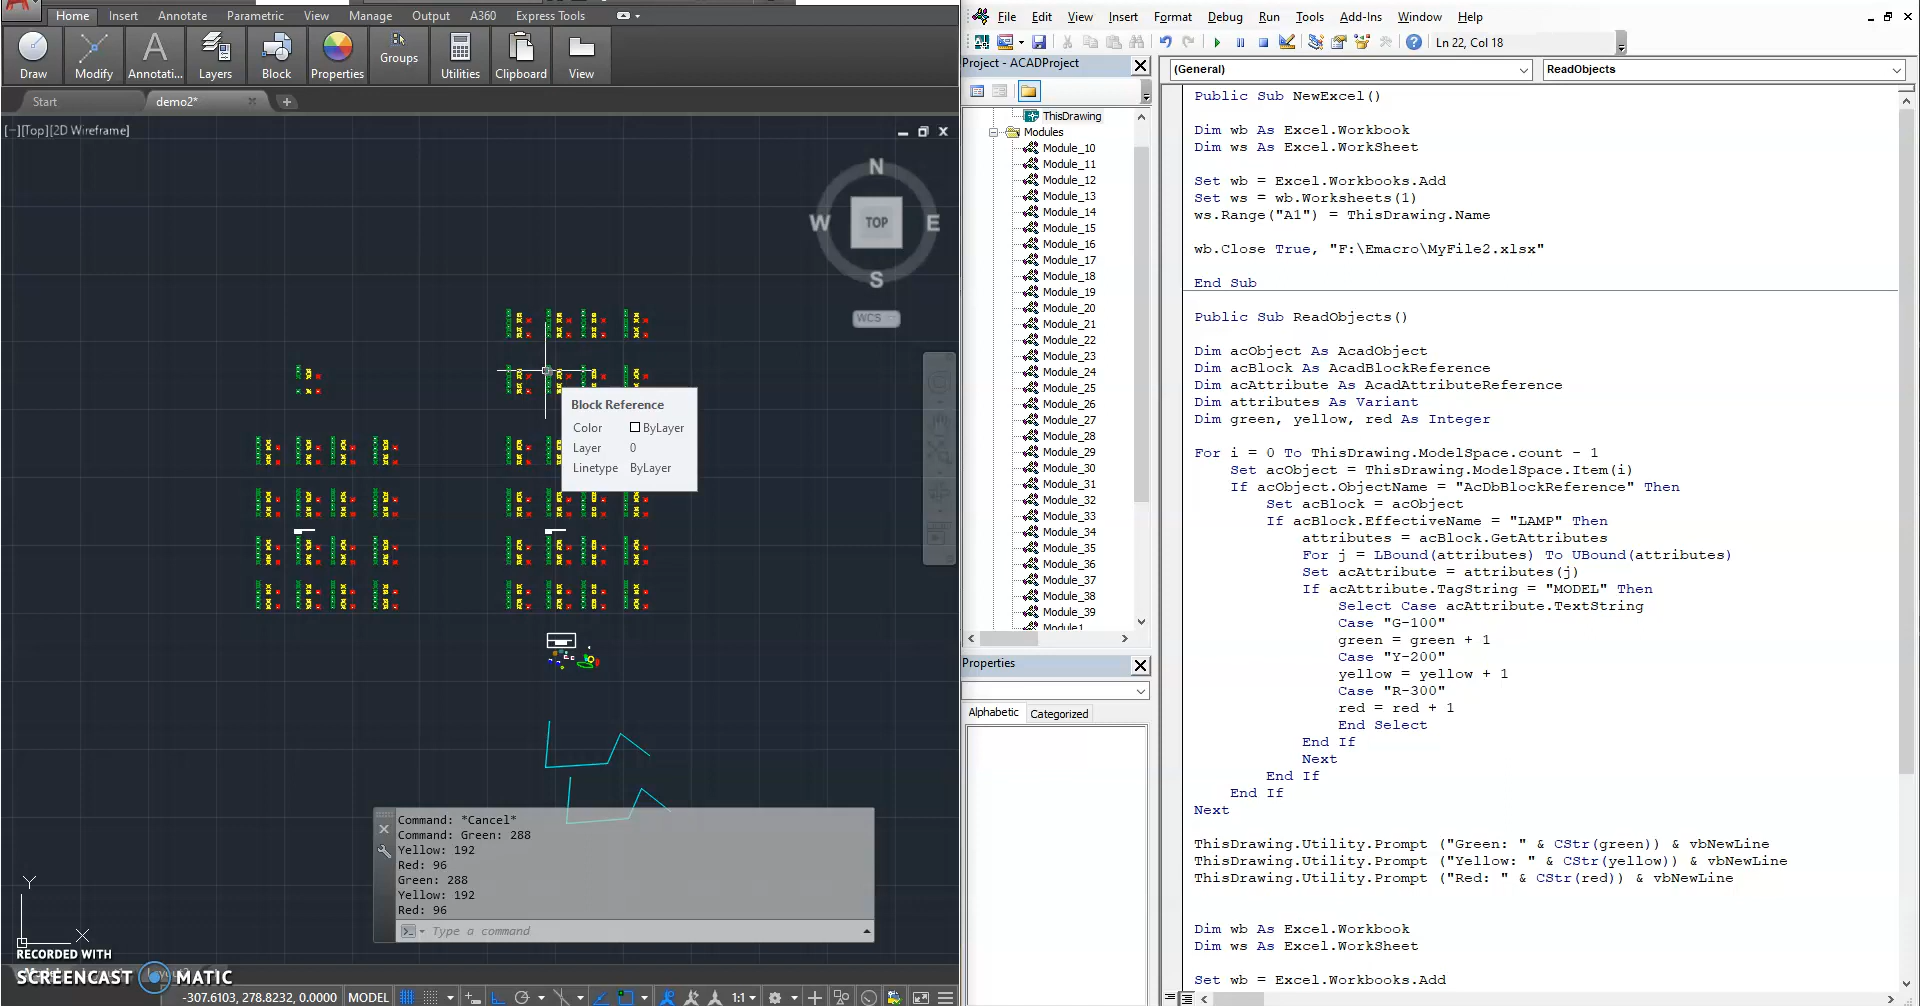 Home Insert Annotate Parametric View Manage Output A360 Express Tools
Draw Modify Annotati... Layers Block Properties Groups Utilities Clipboard View
Start demo2*
[−][Top][2D Wireframe]
N
W TOP E
S
WCS
Block Reference
Color ByLayer
Layer 0
Linetype ByLayer
Command: *Cancel*
Command: Green: 288
Yellow: 192
Red: 96
Green: 288
Yellow: 192
Red: 96
Type a command
Y
X
RECORDED WITH
SCREENCAST MATIC
-307.6103, 278.8232, 0.0000 MODEL 1:1
File Edit View Insert Format Debug Run Tools Add-Ins Window Help
Ln 22, Col 18
Project - ACADProject
ThisDrawing
Modules
Module_10
Module_11
Module_12
Module_13
Module_14
Module_15
Module_16
Module_17
Module_18
Module_19
Module_20
Module_21
Module_22
Module_23
Module_24
Module_25
Module_26
Module_27
Module_28
Module_29
Module_30
Module_31
Module_32
Module_33
Module_34
Module_35
Module_36
Module_37
Module_38
Module_39
Module1
Properties
Alphabetic Categorized
(General) ReadObjects
Public Sub NewExcel()
Dim wb As Excel.Workbook
Dim ws As Excel.WorkSheet
Set wb = Excel.Workbooks.Add
Set ws = wb.Worksheets(1)
ws.Range("A1") = ThisDrawing.Name
wb.Close True, "F:\Emacro\MyFile2.xlsx"
End Sub
Public Sub ReadObjects()
Dim acObject As AcadObject
Dim acBlock As AcadBlockReference
Dim acAttribute As AcadAttributeReference
Dim attributes As Variant
Dim green, yellow, red As Integer
For i = 0 To ThisDrawing.ModelSpace.count - 1
Set acObject = ThisDrawing.ModelSpace.Item(i)
If acObject.ObjectName = "AcDbBlockReference" Then
Set acBlock = acObject
If acBlock.EffectiveName = "LAMP" Then
attributes = acBlock.GetAttributes
For j = LBound(attributes) To UBound(attributes)
Set acAttribute = attributes(j)
If acAttribute.TagString = "MODEL" Then
Select Case acAttribute.TextString
Case "G-100"
green = green + 1
Case "Y-200"
yellow = yellow + 1
Case "R-300"
red = red + 1
End Select
End If
Next
End If
End If
Next
ThisDrawing.Utility.Prompt ("Green: " & CStr(green)) & vbNewLine
ThisDrawing.Utility.Prompt ("Yellow: " & CStr(yellow)) & vbNewLine
ThisDrawing.Utility.Prompt ("Red: " & CStr(red)) & vbNewLine
Dim wb As Excel.Workbook
Dim ws As Excel.WorkSheet
Set wb = Excel.Workbooks.Add